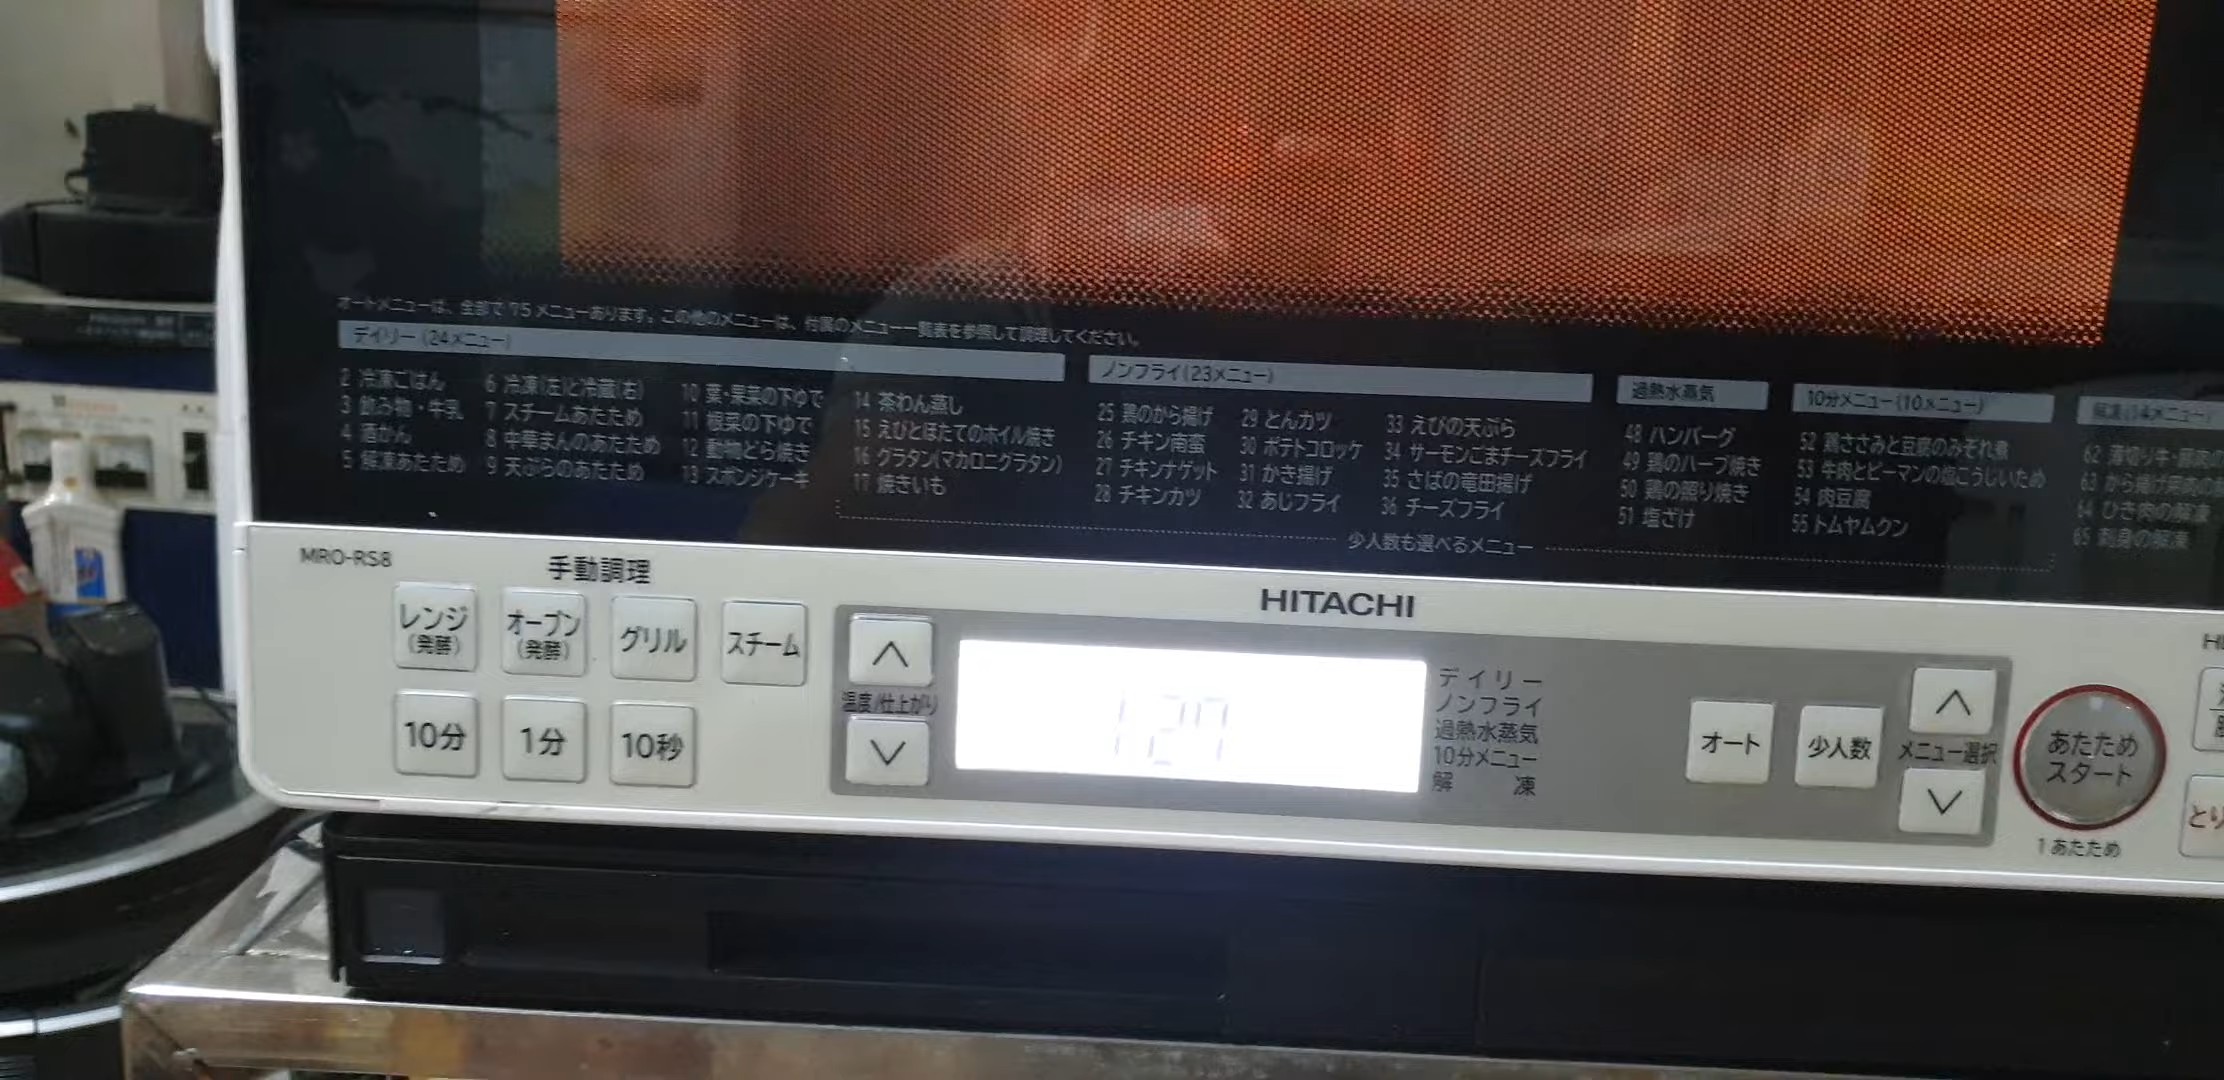 オートメニューは、全部で75メニューあります。この他のメニューは、付属のメニュー一覧表を参照して調理してください。
デイリー(24メニュー)
2 冷凍ごはん
3 飲み物・牛乳
4 酒かん
5 解凍あたため
6 冷凍(左)と冷蔵(右)
7 スチームあたため
8 中華まんのあたため
9 天ぷらのあたため
10 葉・果菜の下ゆで
11 根菜の下ゆで
12 動物どら焼き
13 スポンジケーキ
14 茶わん蒸し
15 えびとほたてのホイル焼き
16 グラタン(マカロニグラタン)
17 焼きいも
ノンフライ(23メニュー)
25 鶏のから揚げ
26 チキン南蛮
27 チキンナゲット
28 チキンカツ
29 とんカツ
30 ポテトコロッケ
31 かき揚げ
32 あじフライ
33 えびの天ぷら
34 サーモンごまチーズフライ
35 さばの竜田揚げ
36 チーズフライ
過熱水蒸気
48 ハンバーグ
49 鶏のハーブ焼き
50 鶏の照り焼き
51 塩ざけ
10分メニュー(10メニュー)
52 鶏ささみと豆腐のみぞれ煮
53 牛肉とピーマンの塩こうじいため
54 肉豆腐
55 トムヤムクン
解凍(14メニュー)
62 薄切り牛・豚肉の
63 から揚げ用肉の
64 ひき肉の解凍
65 刺身の解凍
少人数も選べるメニュー
MRO-RS8
手動調理
HITACHI
レンジ
(発酵)
オーブン
(発酵)
グリル
スチーム
10分
1分
10秒
温度/仕上がり
127
デイリー
ノンフライ
過熱水蒸気
10分メニュー
解凍
オート
少人数
メニュー選択
あたため
スタート
1 あたため
とり